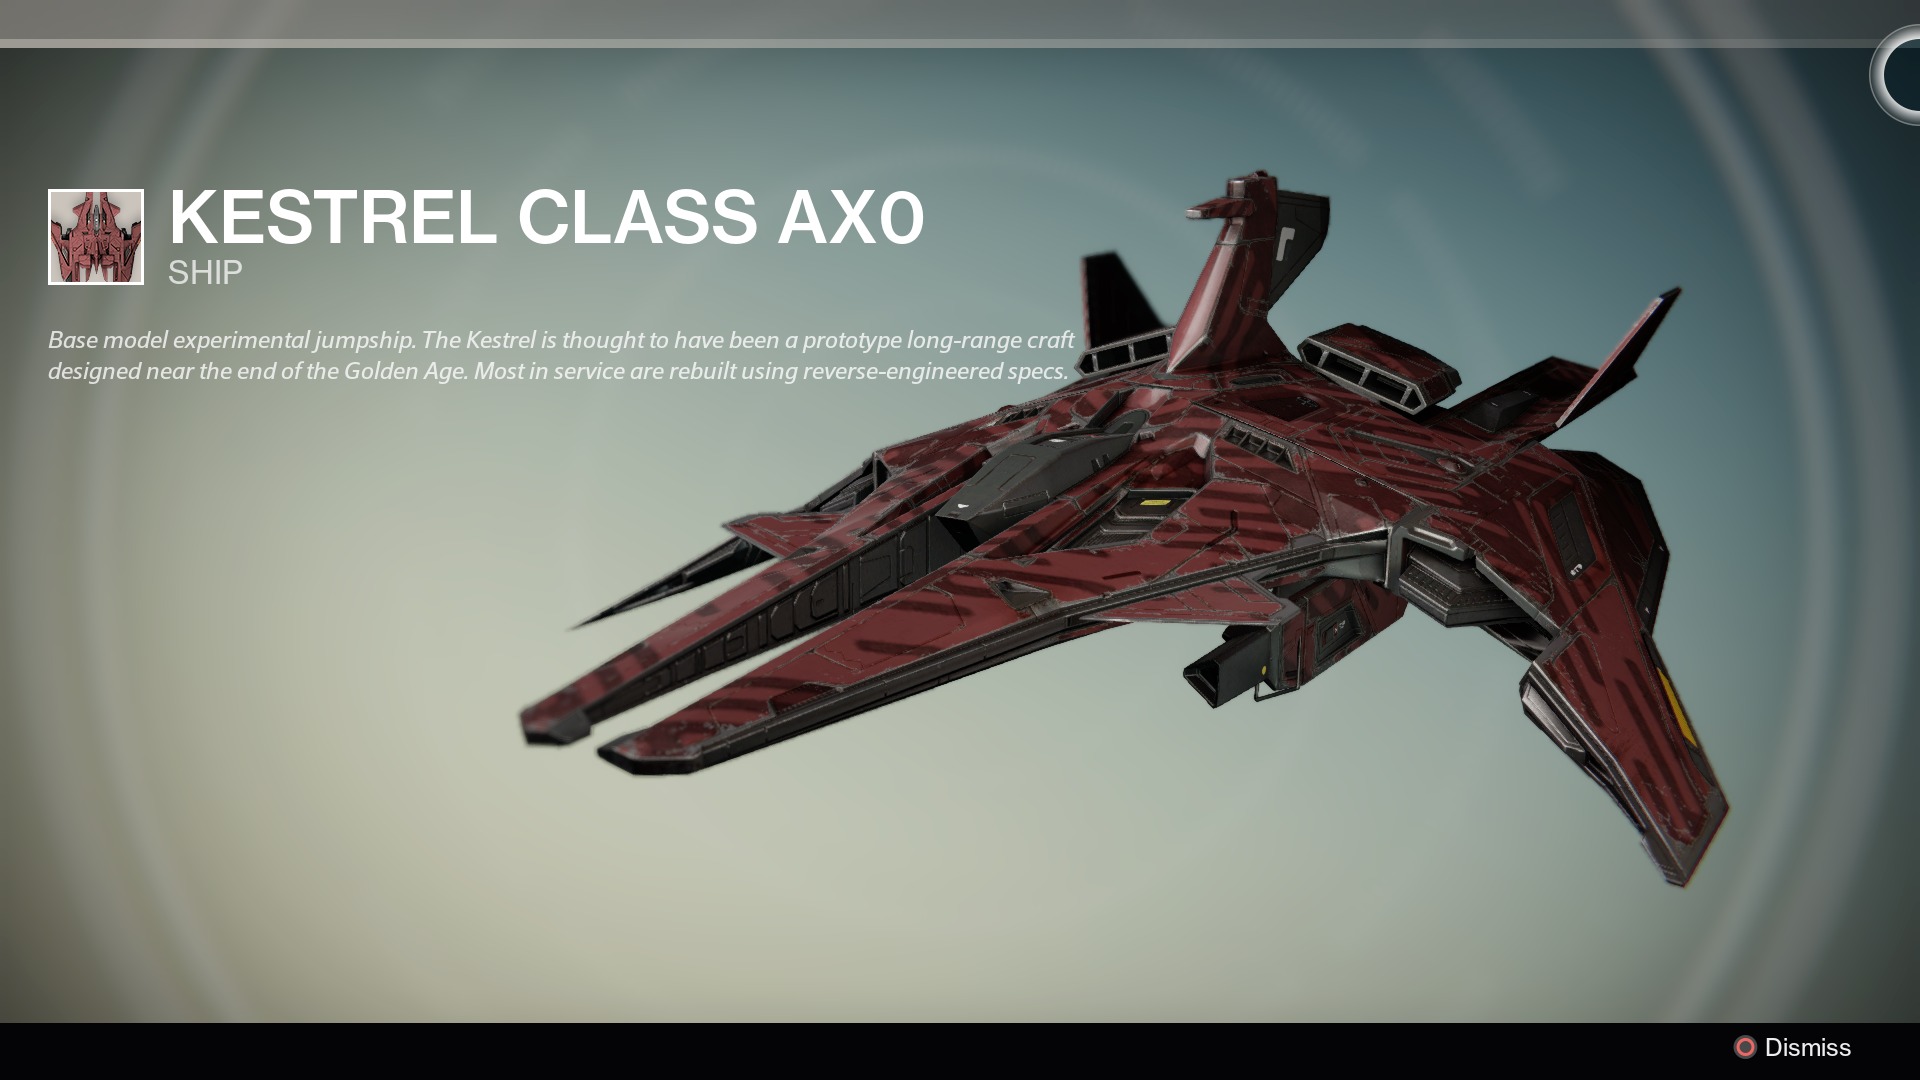 KESTREL CLASS AX0
SHIP
Base model experimental jumpship. The Kestrel is thought to have been a prototype long-range craft
designed near the end of the Golden Age. Most in service are rebuilt using reverse-engineered specs.
Dismiss